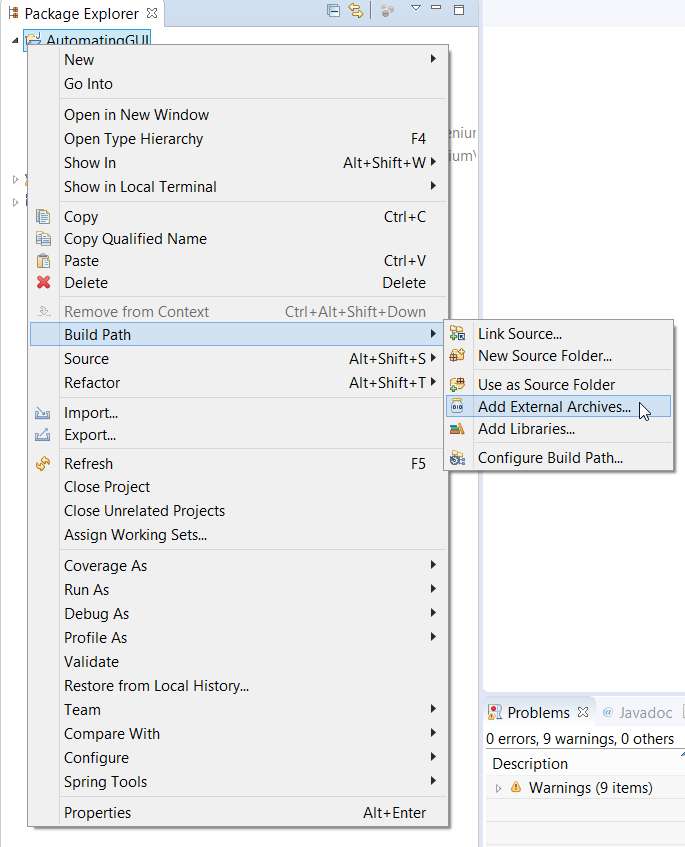 Package Explorer
AutomatingGUI
New
Go Into
Open in New Window
Open Type Hierarchy F4
Show In Alt+Shift+W
Show in Local Terminal
Copy Ctrl+C
Copy Qualified Name
Paste Ctrl+V
Delete Delete
Remove from Context Ctrl+Alt+Shift+Down
Build Path
Source Alt+Shift+S
Refactor Alt+Shift+T
Import...
Export...
Refresh F5
Close Project
Close Unrelated Projects
Assign Working Sets...
Coverage As
Run As
Debug As
Profile As
Validate
Restore from Local History...
Team
Compare With
Configure
Spring Tools
Properties Alt+Enter
Link Source...
New Source Folder...
Use as Source Folder
Add External Archives...
Add Libraries...
Configure Build Path...
Problems @ Javadoc
0 errors, 9 warnings, 0 others
Description
Warnings (9 items)